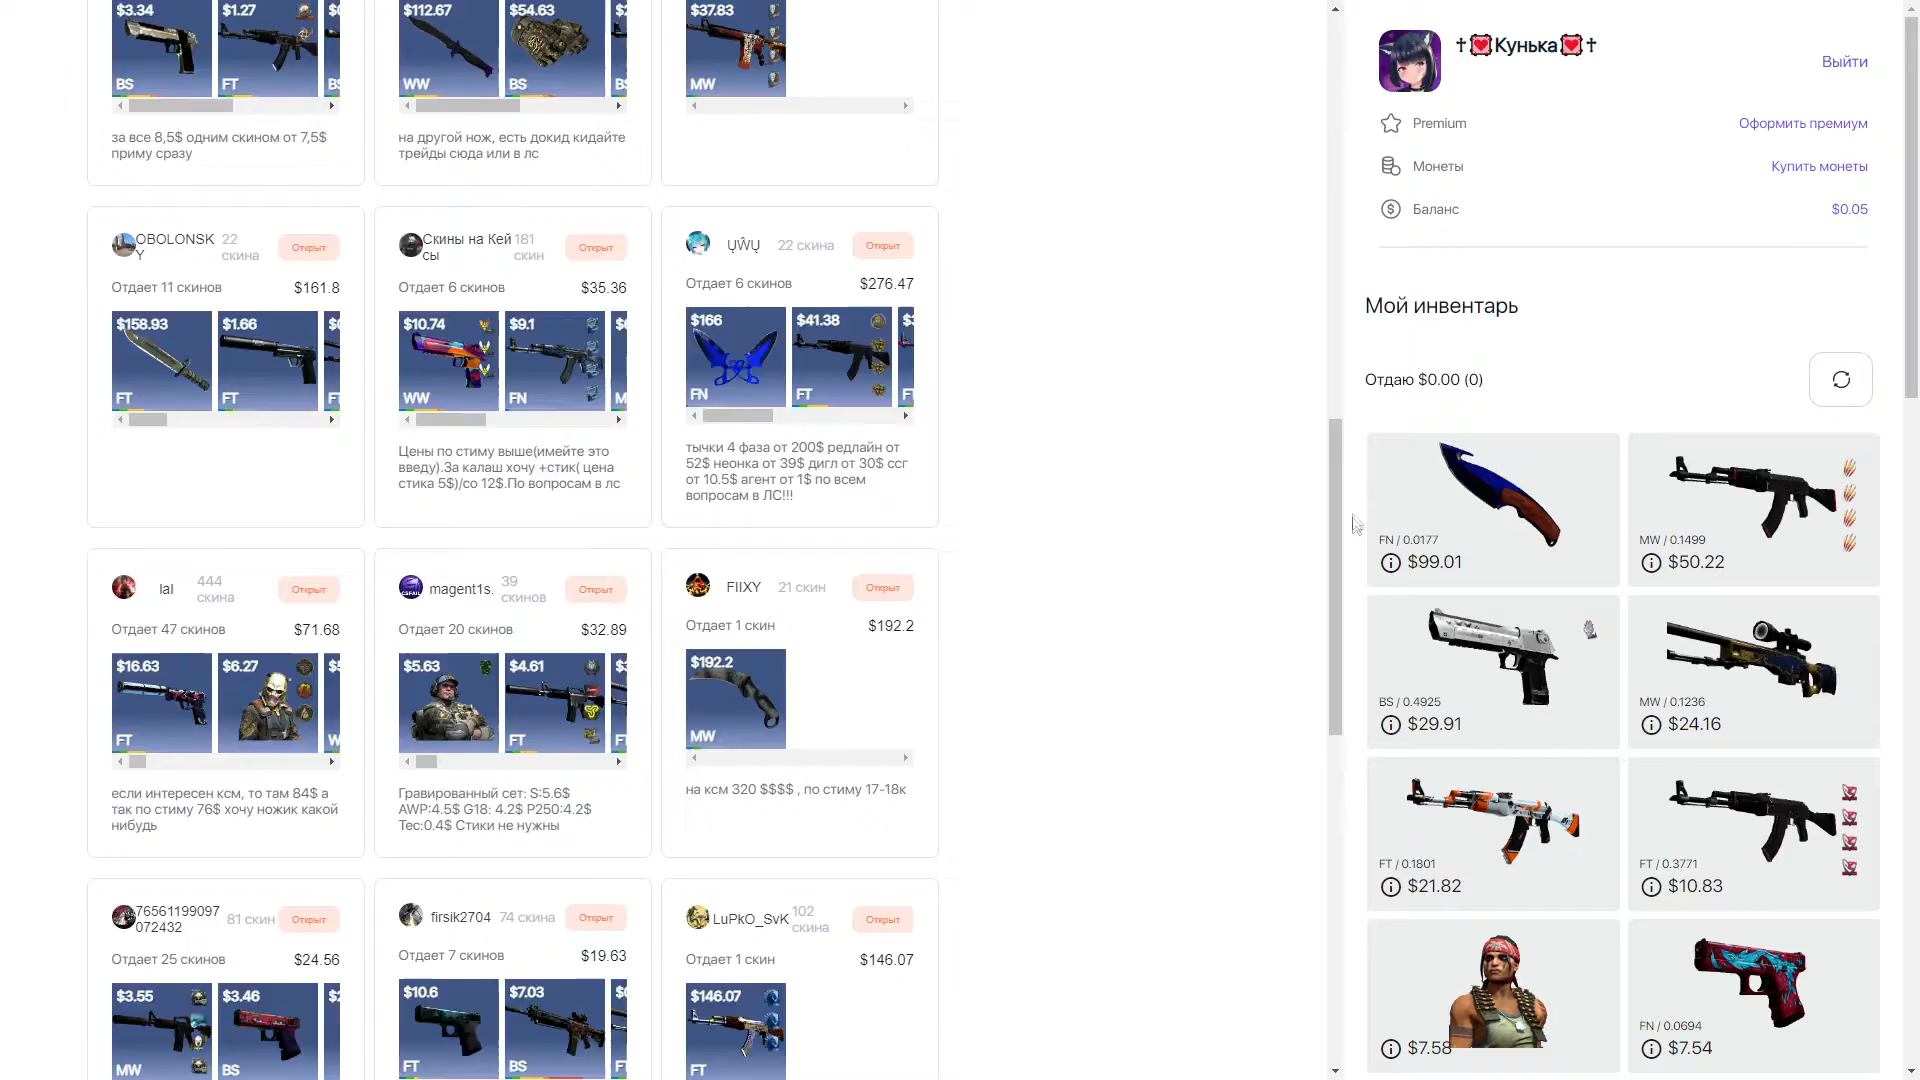 $3.34
$1.27
BS
FT
за все 8,5$ одним скином от 7,5$
приму сразу
$112.67
$54.63
WW
BS
на другой нож, есть докид кидайте
трейды сюда или в лс
$37.83
MW
OBOLONSK
Y
22
скина
Открыт
Отдает 11 скинов
$161.8
$158.93
$1.66
FT
FT
Скины на Кей
сы
181
скин
Открыт
Отдает 6 скинов
$35.36
$10.74
$9.1
WW
FN
Цены по стиму выше(имейте это
введу).За калаш хочу +стик( цена
стика 5$)/со 12$.По вопросам в лс
ŲŴŲ
22 скина
Открыт
Отдает 6 скинов
$276.47
$166
$41.38
FN
FT
тычки 4 фаза от 200$ редлайн от
52$ неонка от 39$ дигл от 30$ ссг
от 10.5$ агент от 1$ по всем
вопросам в ЛС!!!
lal
444
скина
Открыт
Отдает 47 скинов
$71.68
$16.63
$6.27
FT
если интересен ксм, то там 84$ а
так по стиму 76$ хочу ножик какой
нибудь
magent1s.
39
скинов
Открыт
Отдает 20 скинов
$32.89
$5.63
$4.61
FT
Гравированный сет: S:5.6$
AWP:4.5$ G18: 4.2$ P250:4.2$
Tec:0.4$ Стики не нужны
FIIXY
21 скин
Открыт
Отдает 1 скин
$192.2
$192.2
MW
на ксм 320 $$$$ , по стиму 17-18к
76561199097
072432
81 скин
Открыт
Отдает 25 скинов
$24.56
$3.55
$3.46
MW
BS
firsik2704
74 скина
Открыт
Отдает 7 скинов
$19.63
$10.6
$7.03
FT
BS
LuPkO_SvK
102
скина
Открыт
Отдает 1 скин
$146.07
$146.07
FT
†💟Кунька💟†
Выйти
Premium
Оформить премиум
Монеты
Купить монеты
Баланс
$0.05
Мой инвентарь
Отдаю $0.00 (0)
FN / 0.0177
$99.01
MW / 0.1499
$50.22
BS / 0.4925
$29.91
MW / 0.1236
$24.16
FT / 0.1801
$21.82
FT / 0.3771
$10.83
$7.58
FN / 0.0694
$7.54